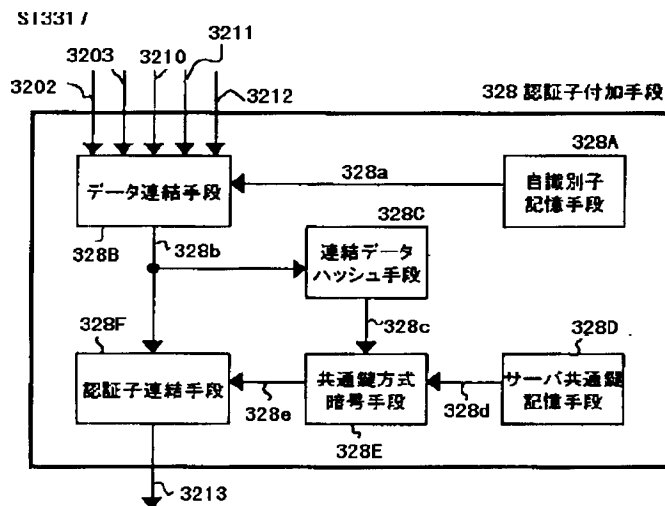 ST3317
3203
3210
3211
3202
3212
328 認証子付加手段
328A
328a
データ連結手段
自識別子
記憶手段
328C
328B
328b
連結データ
ハッシュ手段
328F
328c
328D
認証子連結手段
共通鍵方式
暗号手段
サーバ共通鍵
記憶手段
328e
328d
328E
3213